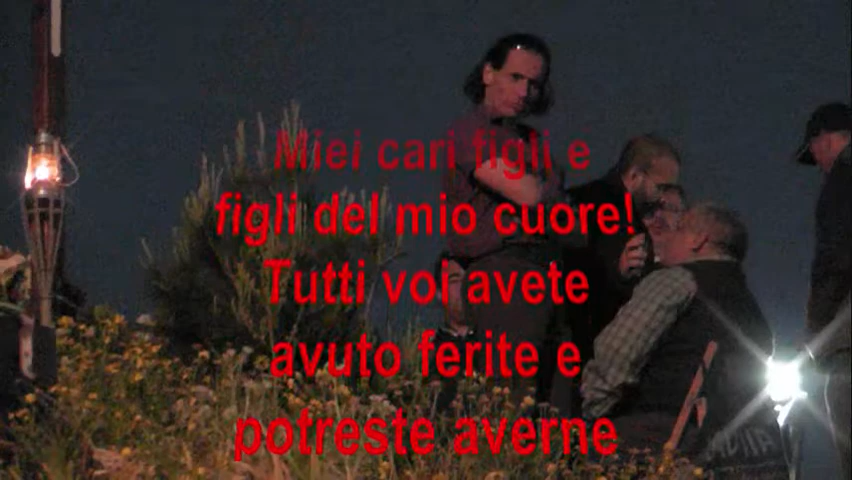 Miei cari figli e
figli del mio cuore!
Tutti voi avete
avuto ferite e
potreste averne